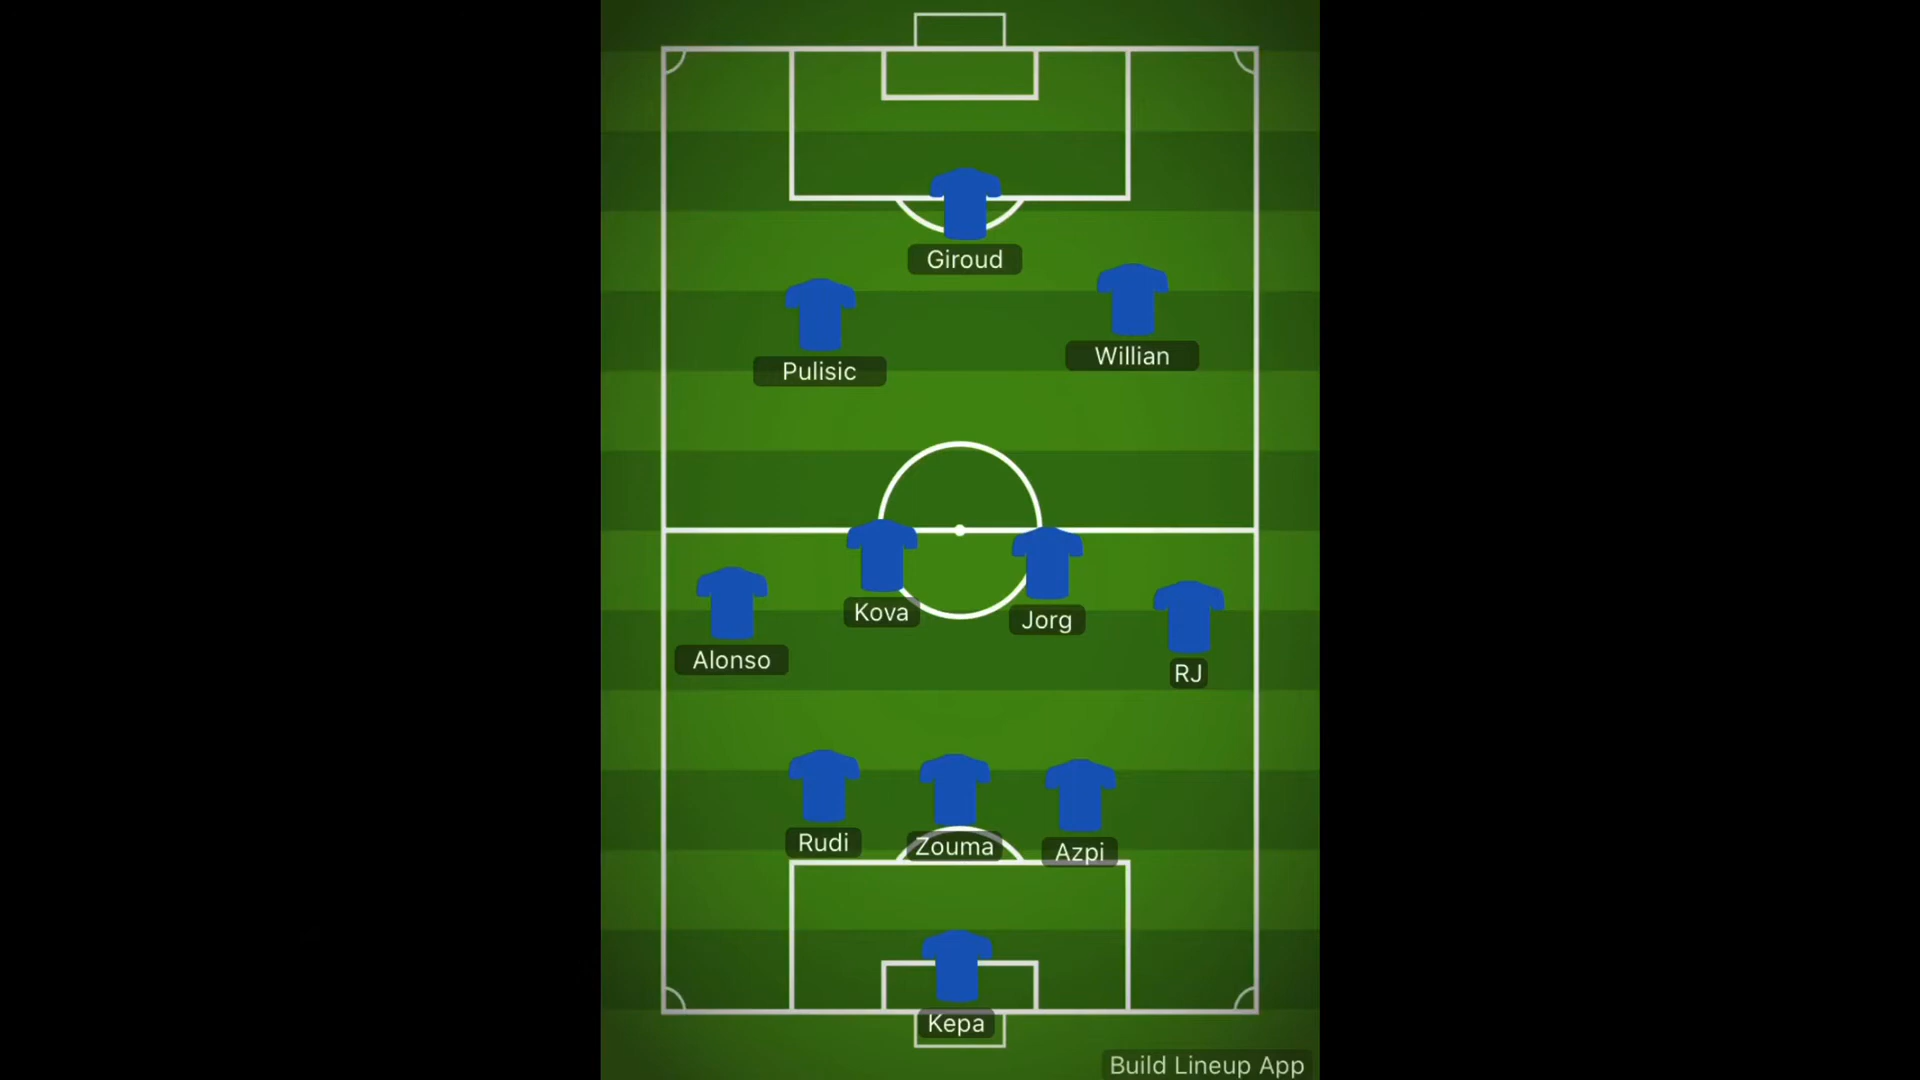 Giroud
Pulisic
Willian
Kova
Jorg
Alonso
RJ
Rudi
Zouma
Azpi
Kepa
Build Lineup App